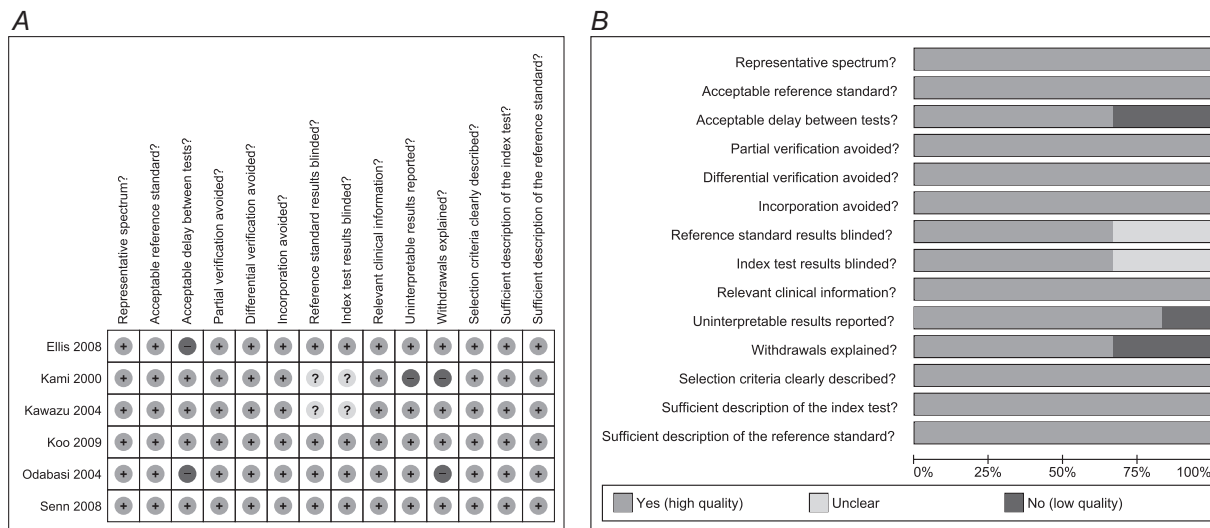 A
Representative spectrum?
Acceptable reference standard?
Acceptable delay between tests?
Partial verification avoided?
Differential verification avoided?
Incorporation avoided?
Reference standard results blinded?
Index test results blinded?
Relevant clinical information?
Uninterpretable results reported?
Withdrawals explained?
Selection criteria clearly described?
Sufficient description of the index test?
Sufficient description of the reference standard?
Ellis 2008 + + – + + + + + + + + + + +
Kami 2000 + + + + + + ? ? + – – + + +
Kawazu 2004 + + + + + + ? ? + + + + + +
Koo 2009 + + + + + + + + + + + + + +
Odabasi 2004 + + – + + + + + + + – + + +
Senn 2008 + + + + + + + + + + + + + +
B
Representative spectrum?
Acceptable reference standard?
Acceptable delay between tests?
Partial verification avoided?
Differential verification avoided?
Incorporation avoided?
Reference standard results blinded?
Index test results blinded?
Relevant clinical information?
Uninterpretable results reported?
Withdrawals explained?
Selection criteria clearly described?
Sufficient description of the index test?
Sufficient description of the reference standard?
0% 25% 50% 75% 100%
Yes (high quality) Unclear No (low quality)